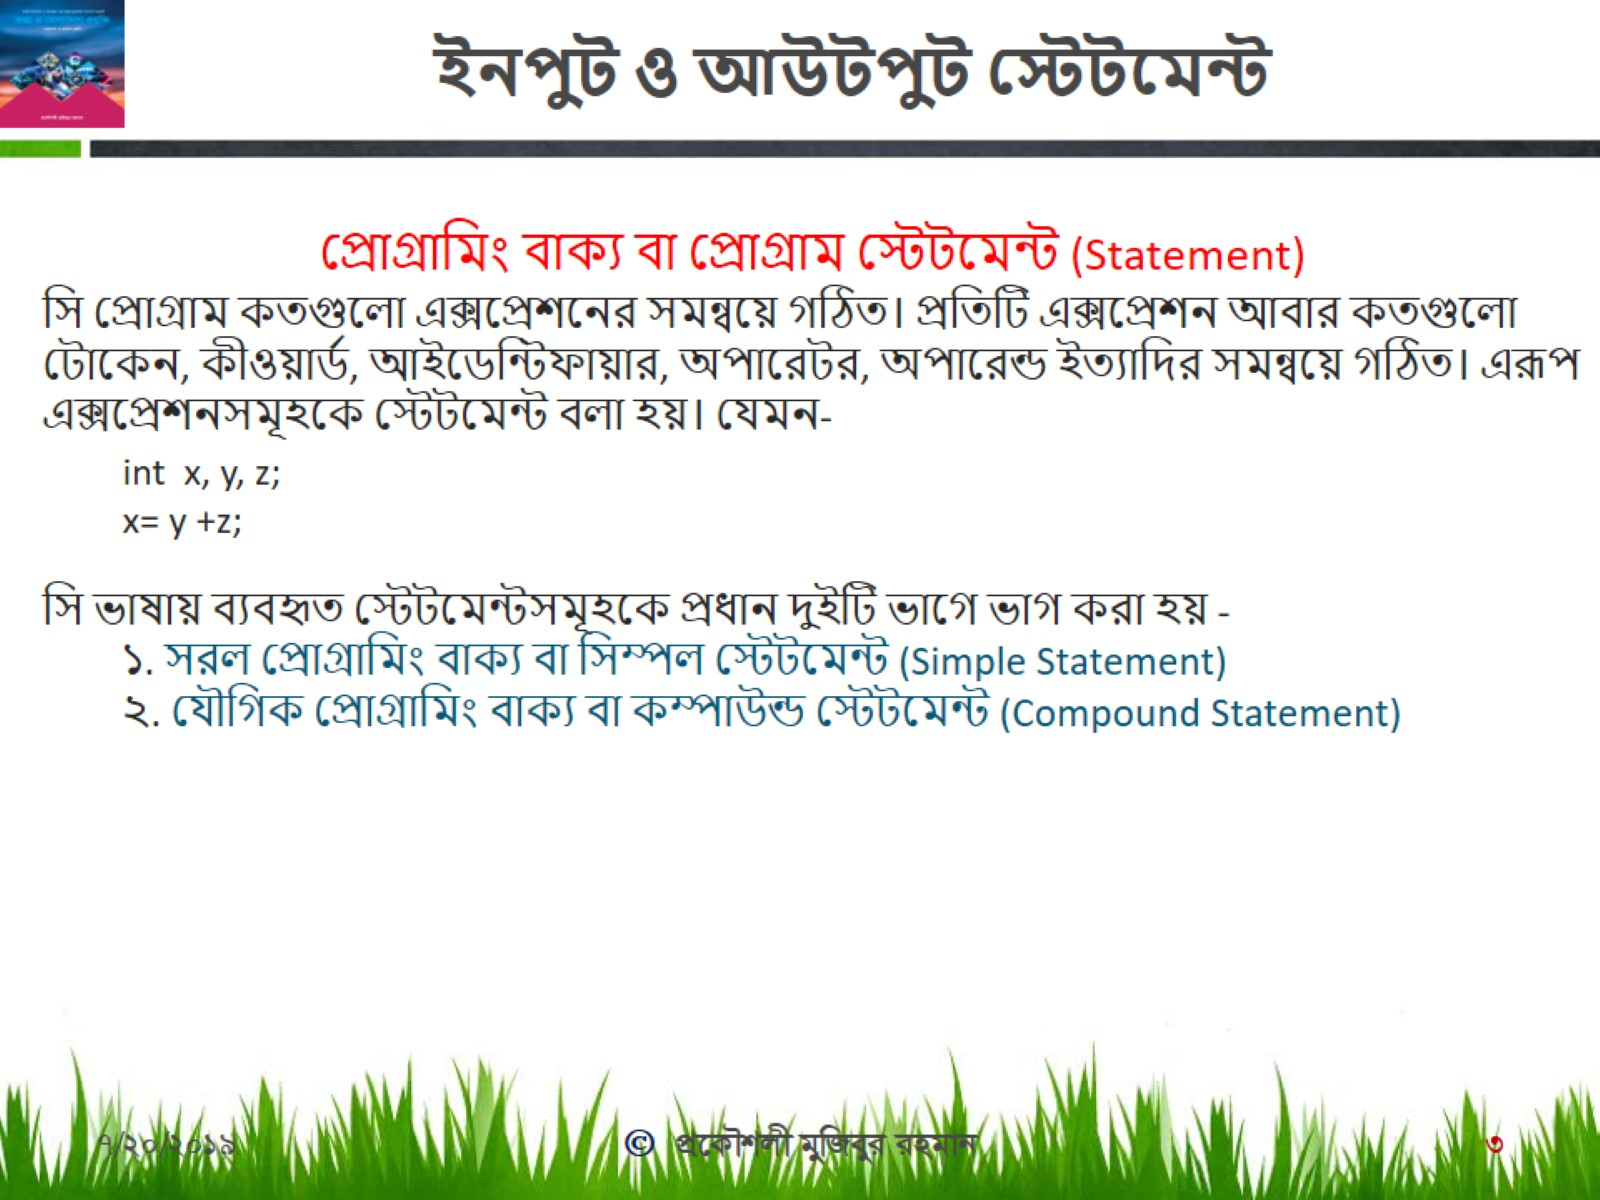 ইনপুট ও আউটপুট স্টেটমেন্ট
প্রোগ্রামিং বাক্য বা প্রোগ্রাম স্টেটমেন্ট (Statement)
সি প্রোগ্রাম কতগুলো এক্সপ্রেশনের সমন্বয়ে গঠিত। প্রতিটি এক্সপ্রেশন আবার কতগুলো
টোকেন, কীওয়ার্ড, আইডেন্টিফায়ার, অপারেটর, অপারেন্ড ইত্যাদির সমন্বয়ে গঠিত। এরূপ
এক্সপ্রেশনসমূহকে স্টেটমেন্ট বলা হয়। যেমন-
int  x, y, z;
x= y +z;
সি ভাষায় ব্যবহৃত স্টেটমেন্টসমূহকে প্রধান দুইটি ভাগে ভাগ করা হয় -
১. সরল প্রোগ্রামিং বাক্য বা সিম্পল স্টেটমেন্ট (Simple Statement)
২. যৌগিক প্রোগ্রামিং বাক্য বা কম্পাউন্ড স্টেটমেন্ট (Compound Statement)
৭/২০/২০১৯
© প্রকৌশলী মুজিবুর রহমান
৩